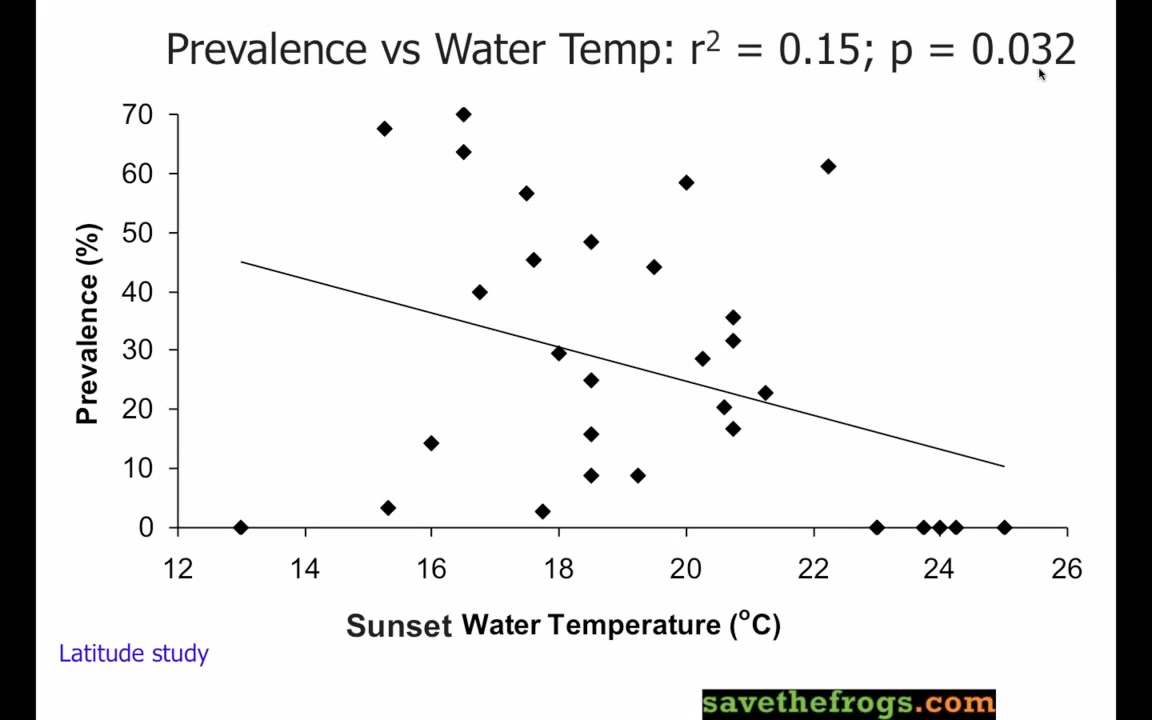 Prevalence vs Water Temp: r² = 0.15; p = 0.032
70
60
50
40
30
20
10
0
Prevalence (%)
12 14 16 18 20 22 24 26
Sunset Water Temperature (°C)
Latitude study
savethefrogs.com